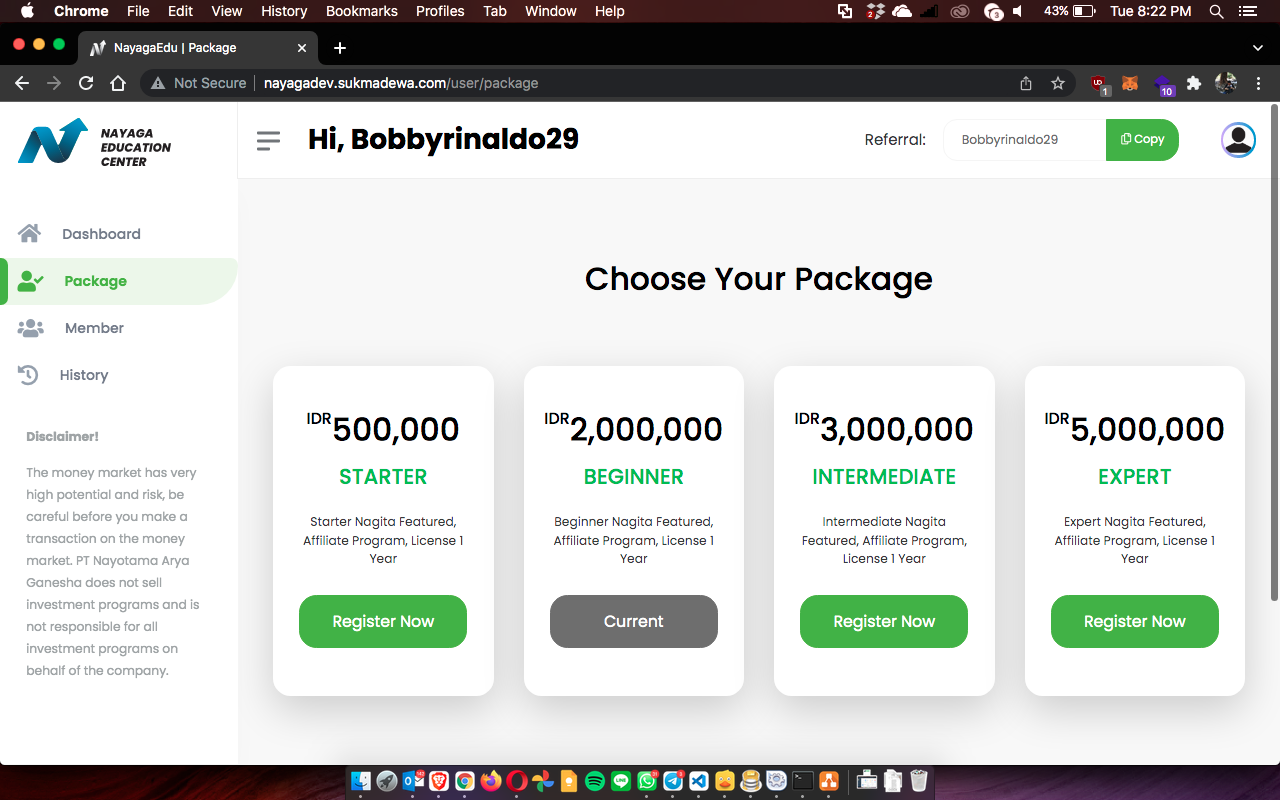 Chrome File Edit View History Bookmarks Profiles Tab Window Help 43% Tue 8:22 PM
NayagaEdu | Package
Not Secure nayagadev.sukmadewa.com/user/package
NAYAGA
EDUCATION
CENTER
Hi, Bobbyrinaldo29
Referral: Bobbyrinaldo29 Copy
Dashboard
Package
Member
History
Disclaimer!
The money market has very
high potential and risk, be
careful before you make a
transaction on the money
market. PT Nayotama Arya
Ganesha does not sell
investment programs and is
not responsible for all
investment programs on
behalf of the company.
Choose Your Package
IDR500,000
STARTER
Starter Nagita Featured,
Affiliate Program, License 1
Year
Register Now
IDR2,000,000
BEGINNER
Beginner Nagita Featured,
Affiliate Program, License 1
Year
Current
IDR3,000,000
INTERMEDIATE
Intermediate Nagita
Featured, Affiliate Program,
License 1 Year
Register Now
IDR5,000,000
EXPERT
Expert Nagita Featured,
Affiliate Program, License 1
Year
Register Now